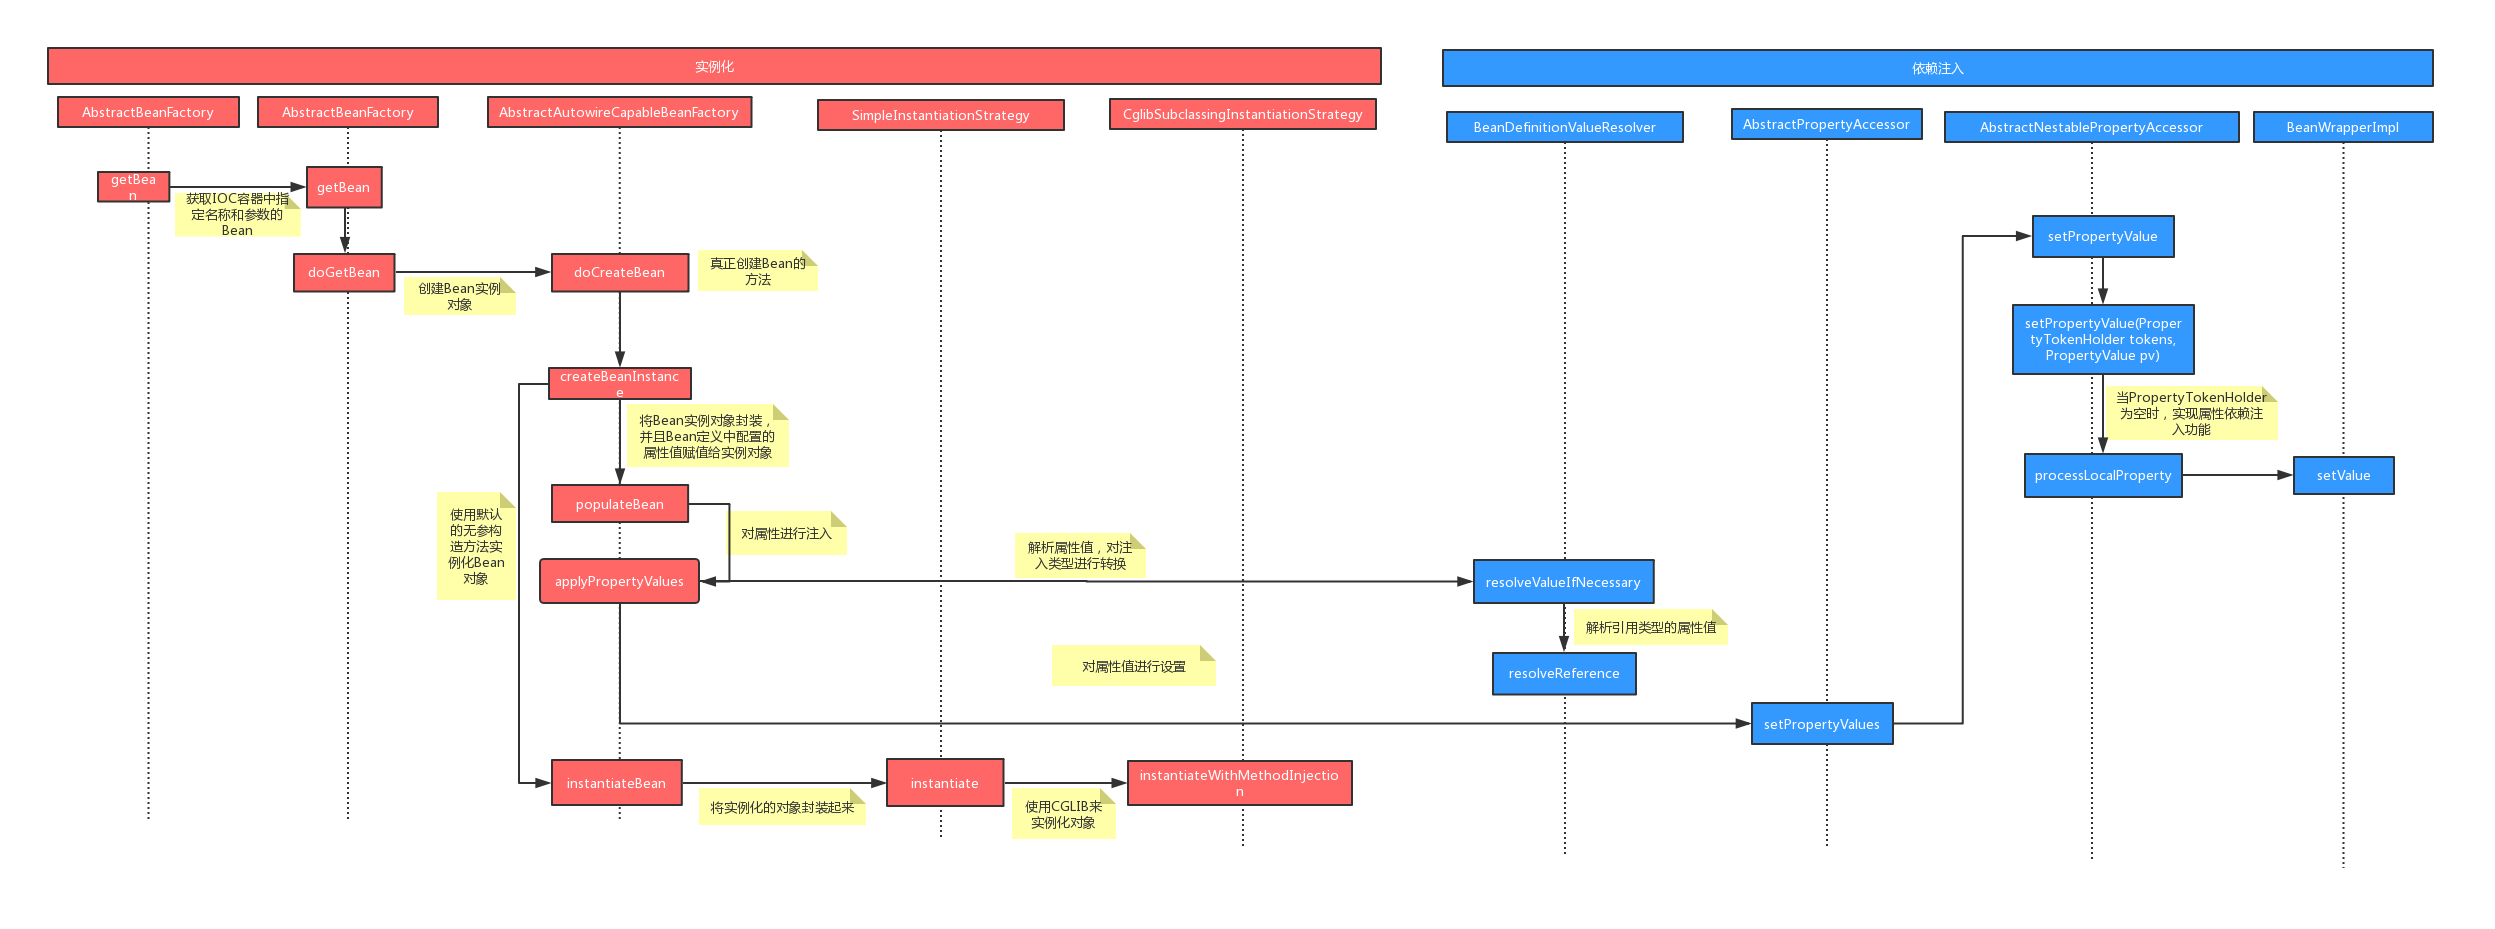 实例化
依赖注入
AbstractBeanFactory
AbstractBeanFactory
AbstractAutowireCapableBeanFactory
SimpleInstantiationStrategy
CglibSubclassingInstantiationStrategy
BeanDefinitionValueResolver
AbstractPropertyAccessor
AbstractNestablePropertyAccessor
BeanWrapperImpl
getBea
n
getBean
获取IOC容器中指
定名称和参数的
Bean
doGetBean
创建Bean实例
对象
doCreateBean
真正创建Bean的
方法
createBeanInstanc
e
将Bean实例对象封装，
并且Bean定义中配置的
属性值赋值给实例对象
populateBean
对属性进行注入
使用默认
的无参构
造方法实
例化Bean
对象
applyPropertyValues
解析属性值，对注
入类型进行转换
resolveValueIfNecessary
解析引用类型的属性值
resolveReference
对属性值进行设置
setPropertyValues
setPropertyValue
setPropertyValue(Proper
tyTokenHolder tokens,
PropertyValue pv)
当PropertyTokenHolder
为空时，实现属性依赖注
入功能
processLocalProperty
setValue
instantiateBean
将实例化的对象封装起来
instantiate
使用CGLIB来
实例化对象
instantiateWithMethodInjectio
n